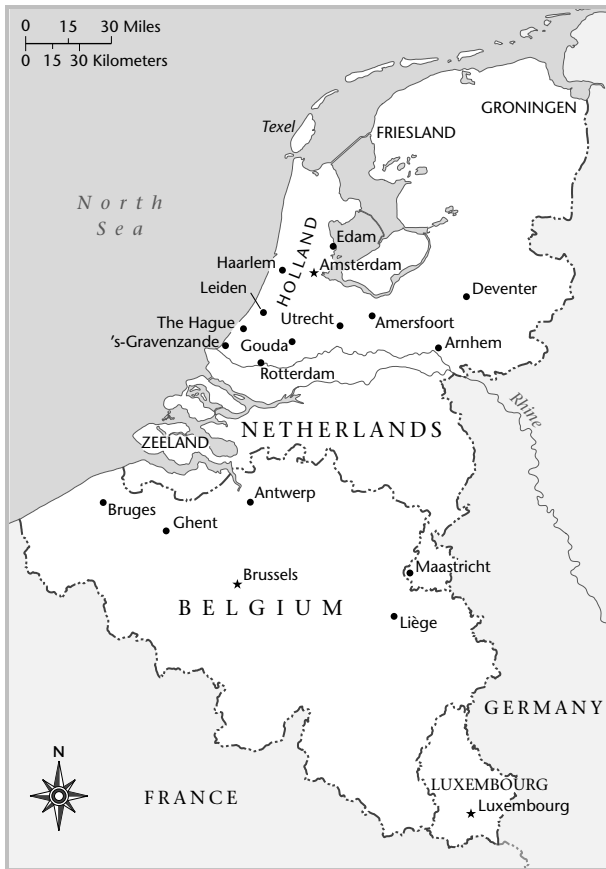 0 15 30 Miles
0 15 30 Kilometers
GRONINGEN
Texel
FRIESLAND
North
Sea
HOLLAND
Edam
Haarlem
Amsterdam
Leiden
Deventer
The Hague
Utrecht
Amersfoort
's-Gravenzande
Gouda
Arnhem
Rotterdam
Rhine
ZEELAND
NETHERLANDS
Bruges
Antwerp
Ghent
Maastricht
Brussels
BELGIUM
Liège
GERMANY
N
LUXEMBOURG
FRANCE
Luxembourg